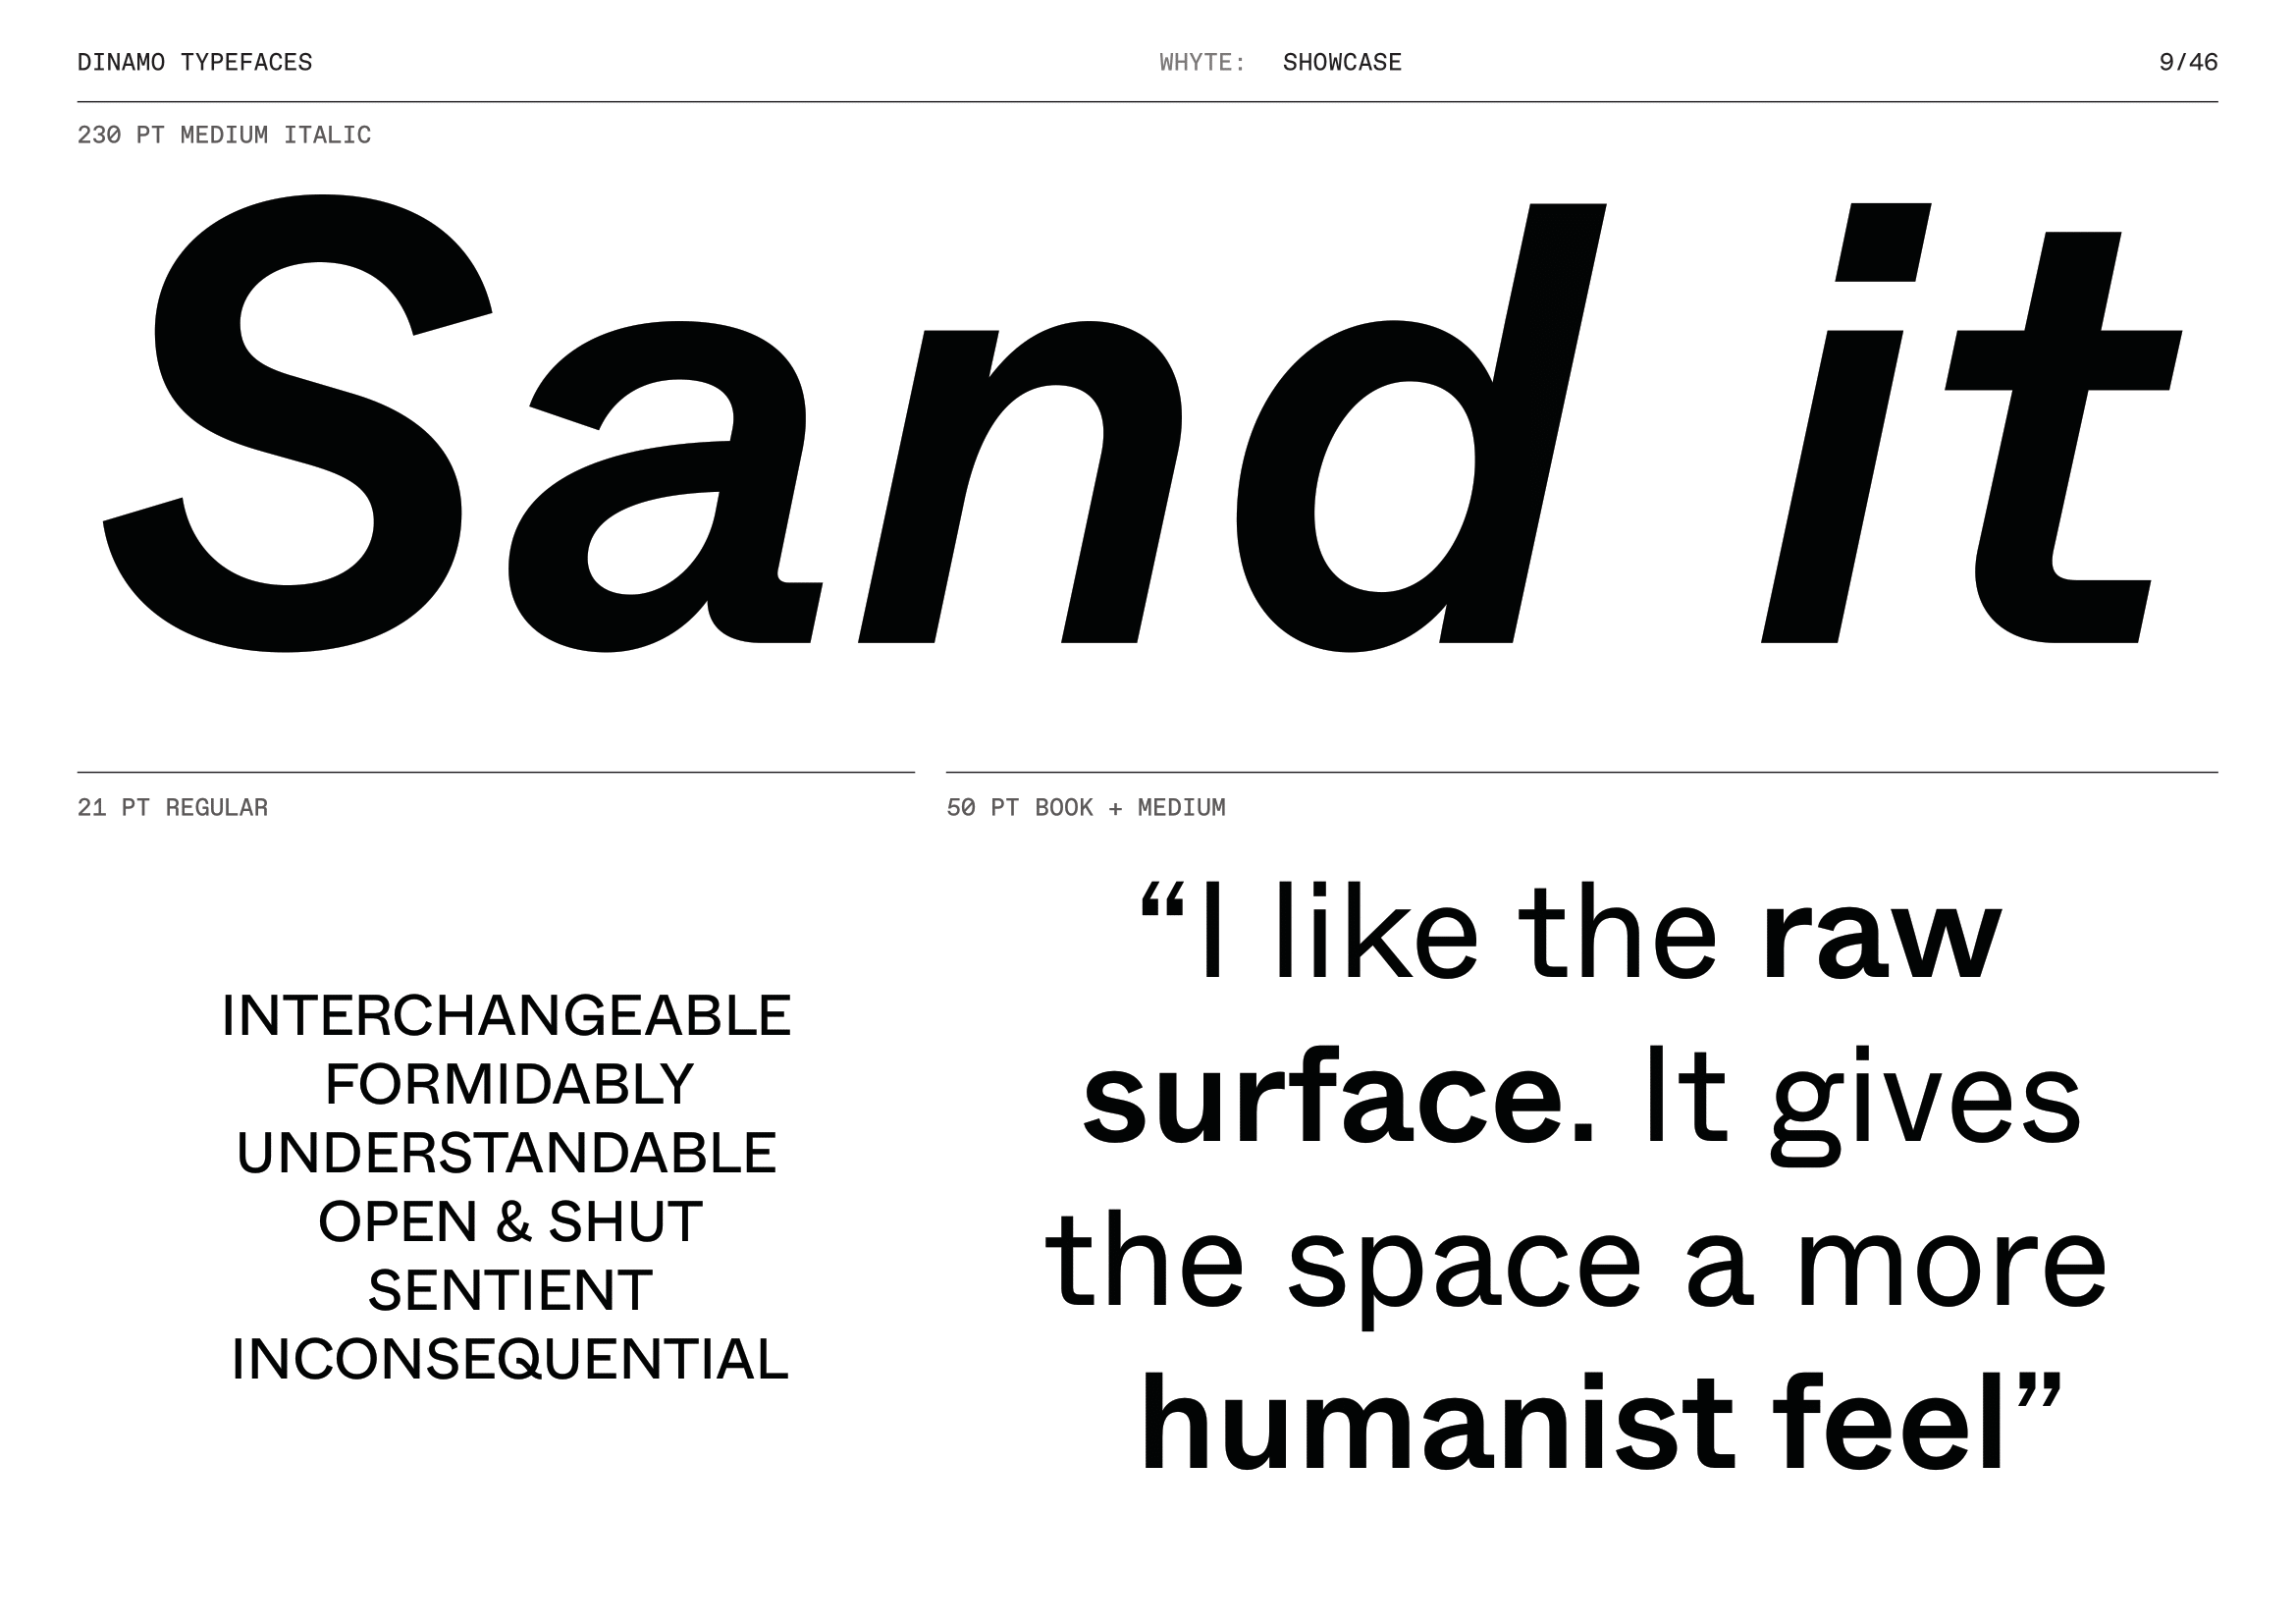 DINAMO TYPEFACES
WHYTE: SHOWCASE
9/46
230 PT MEDIUM ITALIC
Sand it
21 PT REGULAR
INTERCHANGEABLE
FORMIDABLY
UNDERSTANDABLE
OPEN & SHUT
SENTIENT
INCONSEQUENTIAL
50 PT BOOK + MEDIUM
“I like the raw
surface. It gives
the space a more
humanist feel”